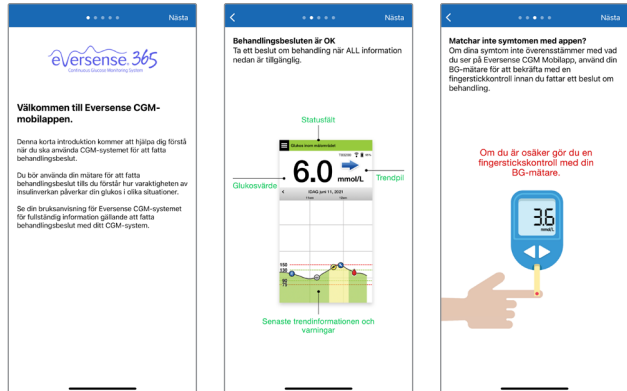 Nästa
eversense. 365
Continuous Glucose Monitoring System
Välkommen till Eversense CGM-
mobilappen.
Denna korta introduktion kommer att hjälpa dig förstå
när du ska använda CGM-systemet för att fatta
behandlingsbeslut.
Du bör använda din mätare för att fatta
behandlingsbeslut tills du förstår hur varaktigheten av
insulinverkan påverkar din glukos i olika situationer.
Se din bruksanvisning för Eversense CGM-systemet
för fullständig information gällande att fatta
behandlingsbeslut med ditt CGM-system.
Nästa
Behandlingsbesluten är OK
Ta ett beslut om behandling när ALL information
nedan är tillgänglig.
Statusfält
Glukos inom målområdet
6.0
mmol/L
Glukosvärde
Trendpil
IDAG juni 11, 2021
150
130
Senaste trendinformationen och
varningar
Nästa
Matchar inte symtomen med appen?
Om dina symtom inte överensstämmer med vad
du ser på Eversense CGM Mobilapp, använd din
BG-mätare för att bekräfta med en
fingerstickkontroll innan du fattar ett beslut om
behandling.
Om du är osäker gör du en
fingerstickskontroll med din
BG-mätare.
3.6
mmol/L